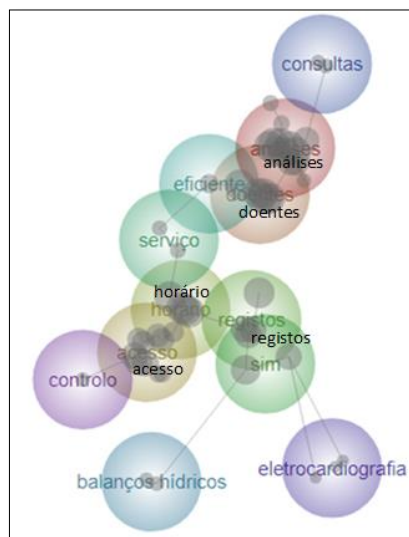 consultas
análises
análises
eficiente
doentes
doentes
serviço
horário
horário
registos
registos
acesso
acesso
sim
controlo
eletrocardiografia
balanços hídricos